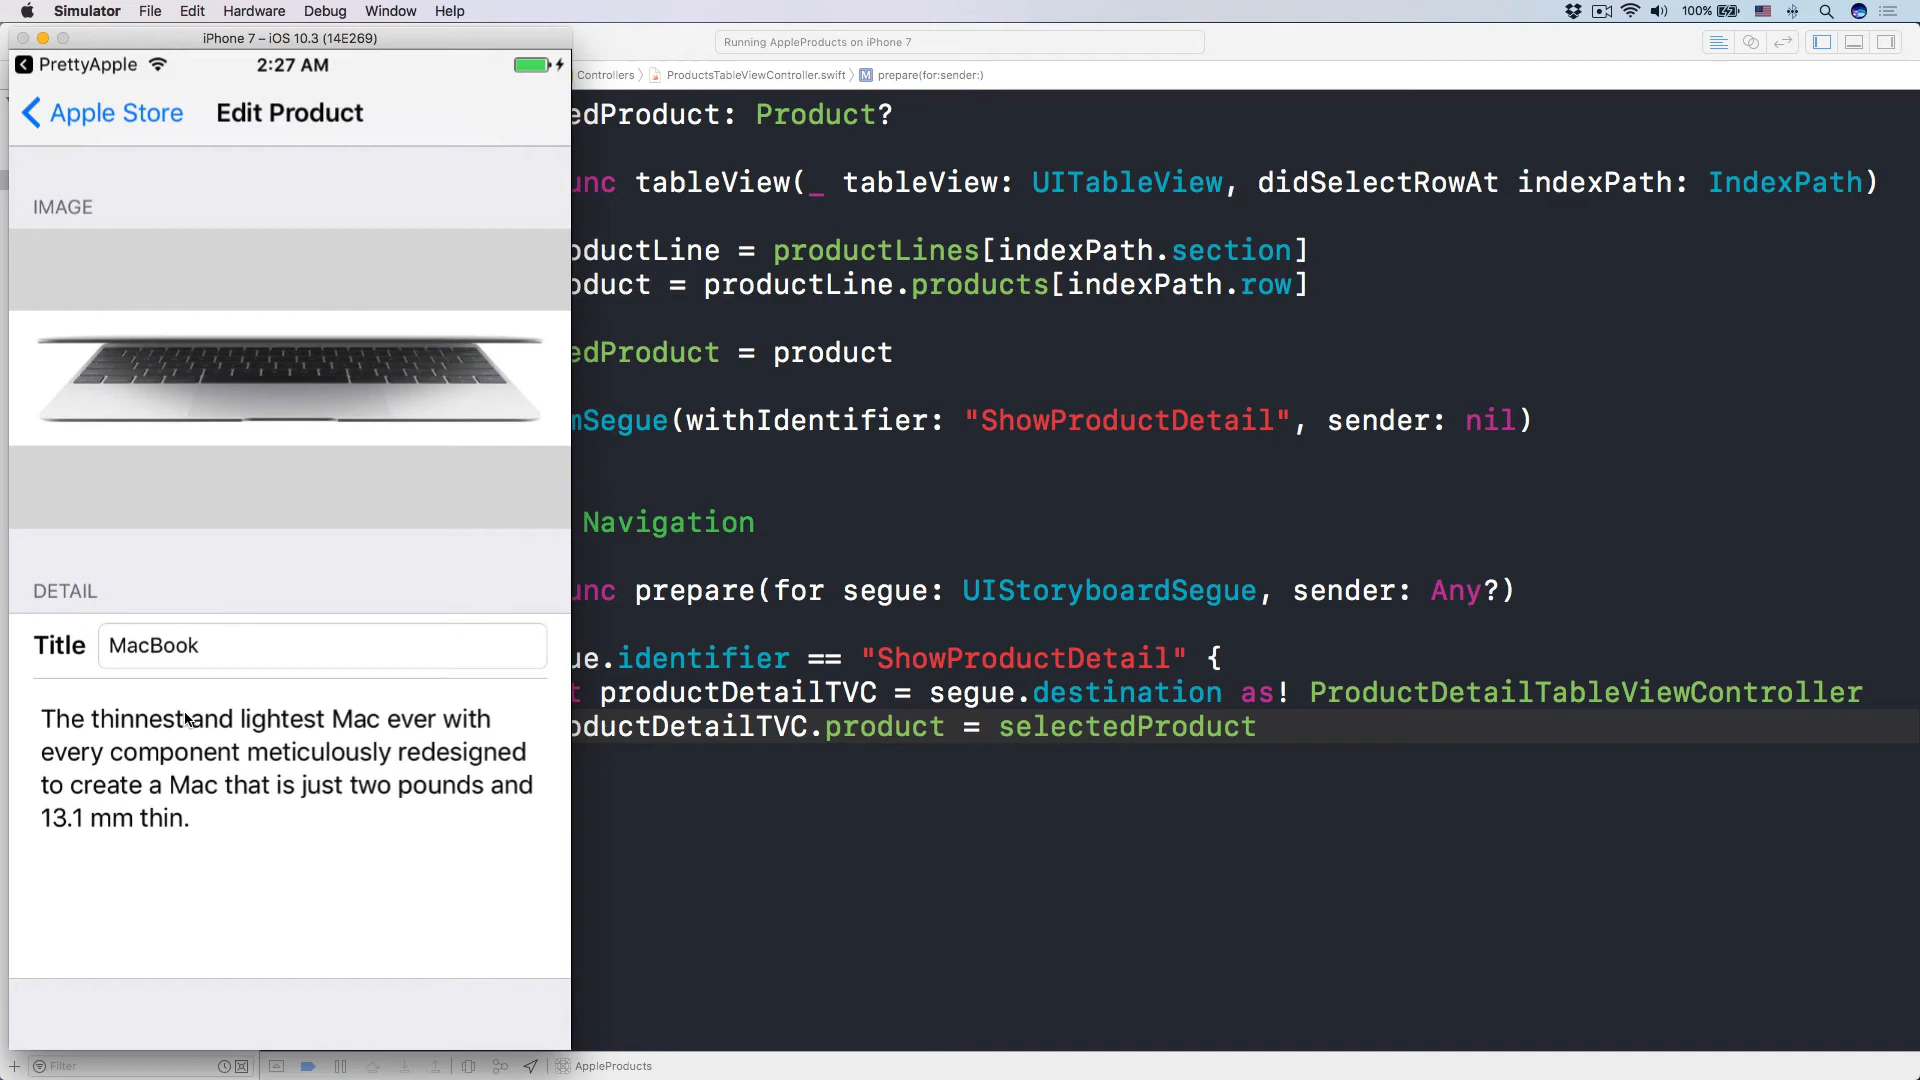 Simulator File Edit Hardware Debug Window Help
100%
iPhone 7 – iOS 10.3 (14E269)
Running AppleProducts on iPhone 7
PrettyApple 2:27 AM
Controllers ProductsTableViewController.swift M prepare(for:sender:)
Apple Store Edit Product
IMAGE
DETAIL
Title MacBook
The thinnest and lightest Mac ever with
every component meticulously redesigned
to create a Mac that is just two pounds and
13.1 mm thin.
edProduct: Product?
unc tableView(_ tableView: UITableView, didSelectRowAt indexPath: IndexPath)
oductLine = productLines[indexPath.section]
oduct = productLine.products[indexPath.row]
edProduct = product
mSegue(withIdentifier: "ShowProductDetail", sender: nil)
Navigation
unc prepare(for segue: UIStoryboardSegue, sender: Any?)
ue.identifier == "ShowProductDetail" {
t productDetailTVC = segue.destination as! ProductDetailTableViewController
oductDetailTVC.product = selectedProduct
Filter
AppleProducts